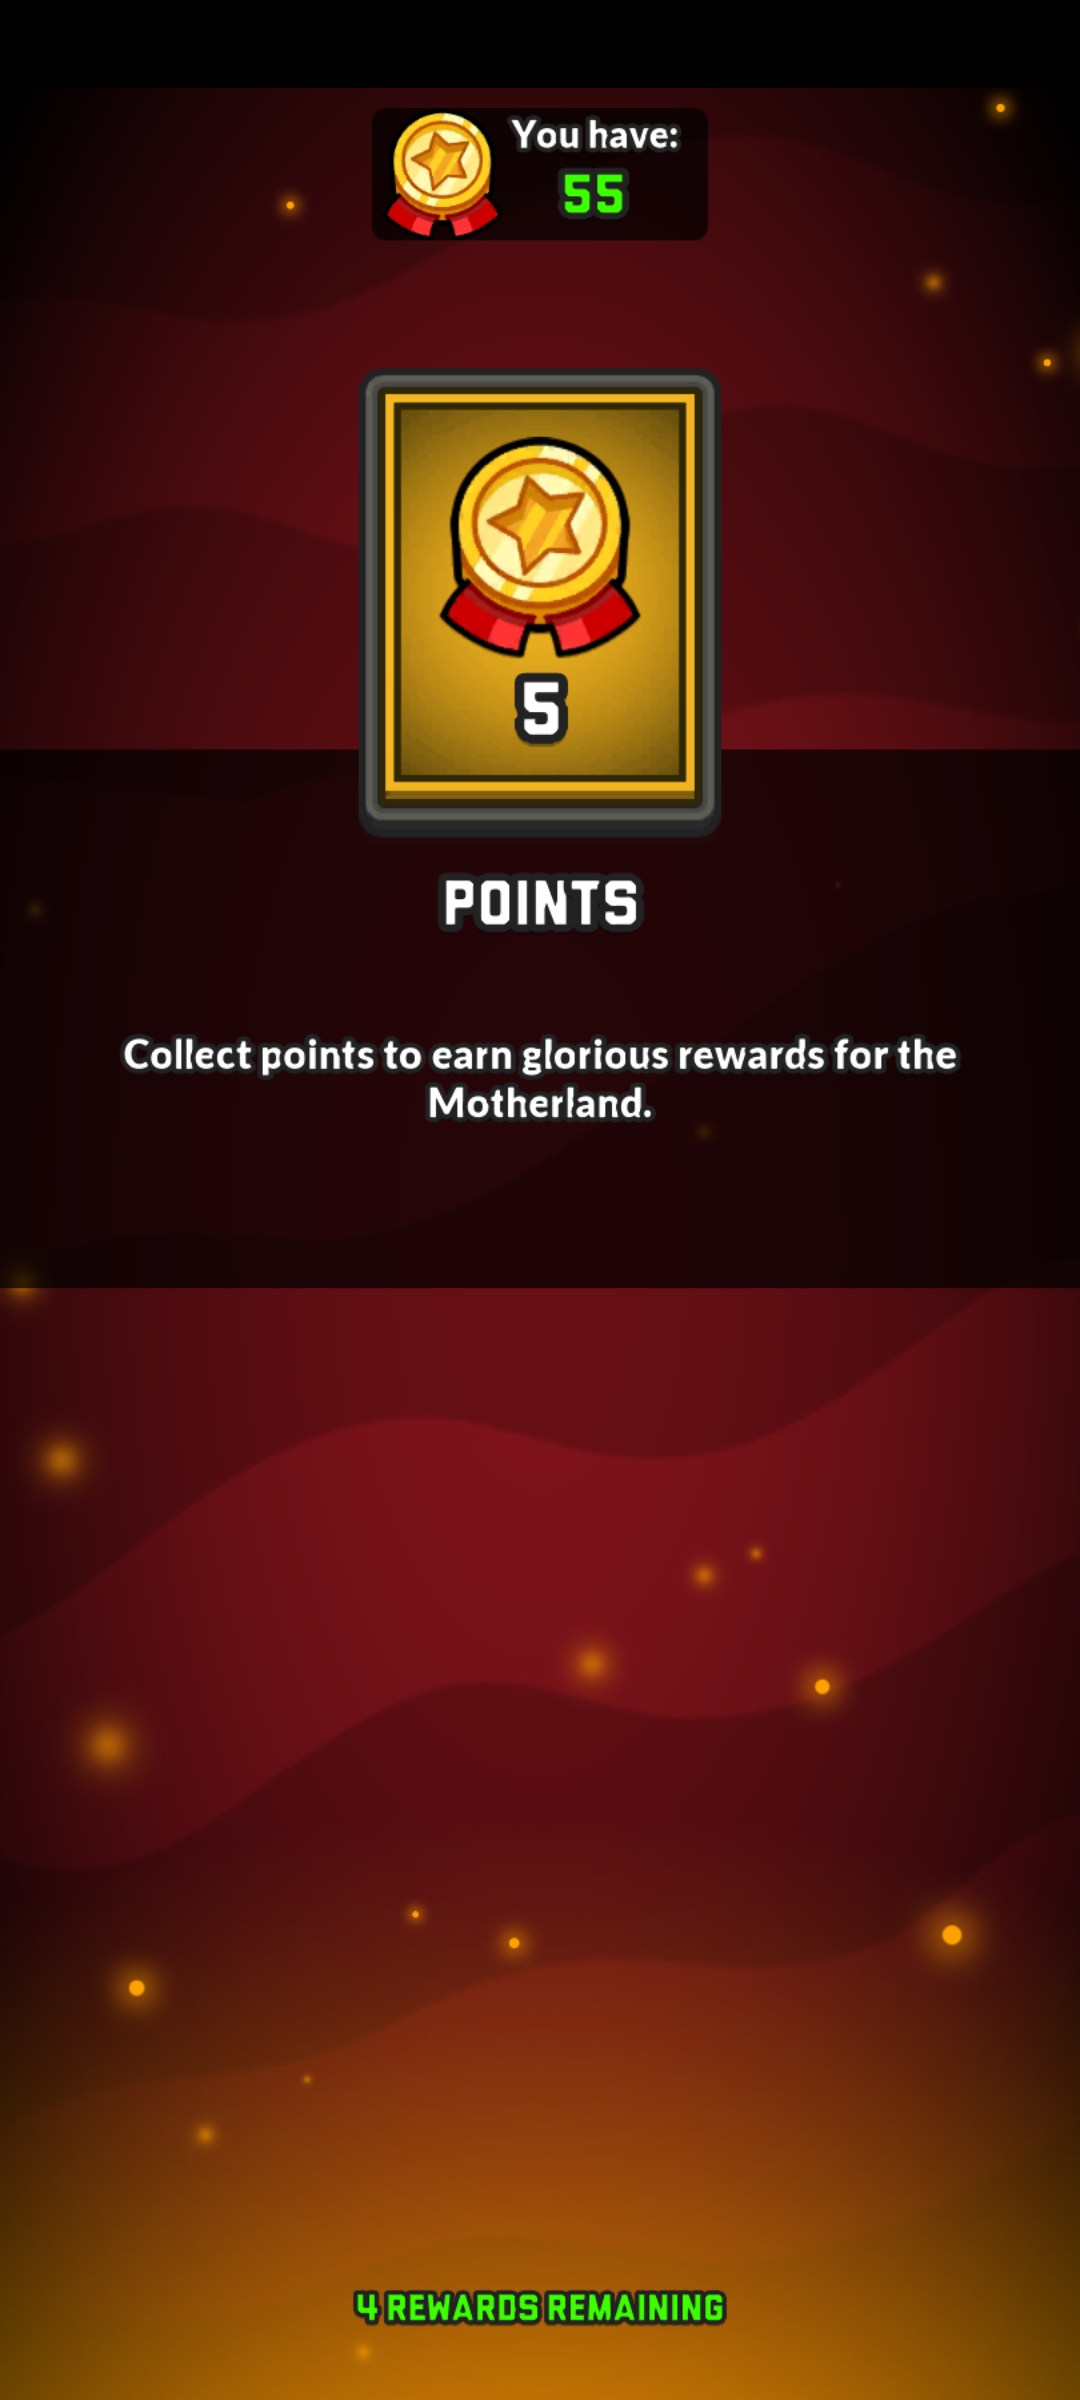 You have:
55
5
POINTS
Collect points to earn glorious rewards for the
Motherland.
4 REWARDS REMAINING